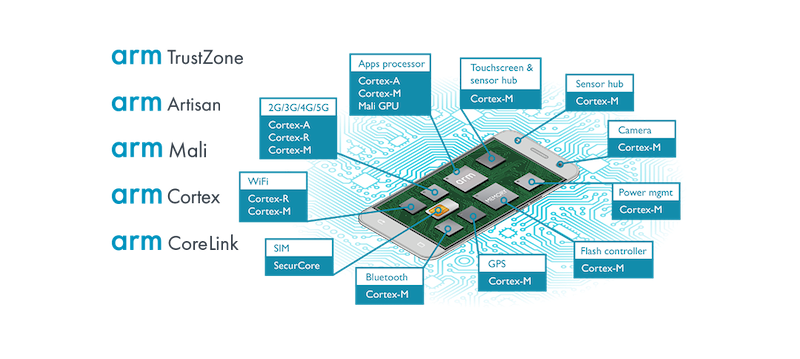 arm TrustZone
arm Artisan
arm Mali
arm Cortex
arm CoreLink
Apps processor
Cortex-A
Cortex-M
Mali GPU
Touchscreen &
sensor hub
Cortex-M
Sensor hub
Cortex-M
2G/3G/4G/5G
Cortex-A
Cortex-R
Cortex-M
Camera
Cortex-M
WiFi
Cortex-R
Cortex-M
Power mgmt
Cortex-M
SIM
SecurCore
Bluetooth
Cortex-M
GPS
Cortex-M
Flash controller
Cortex-M
arm
MEMORY